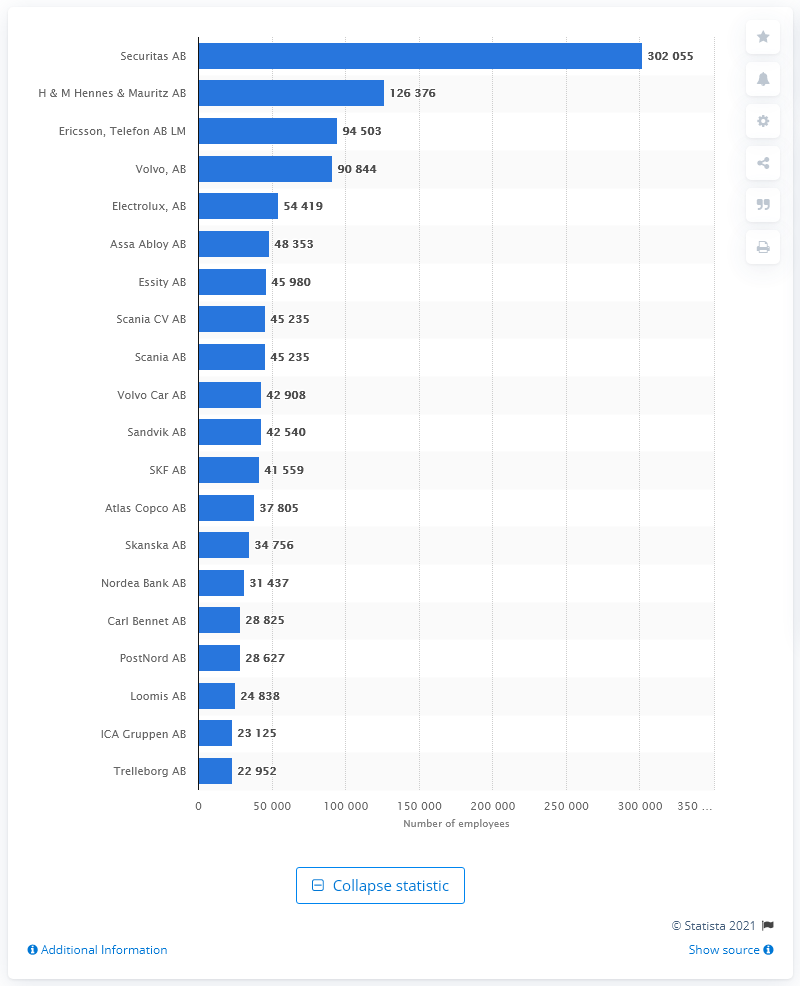 Securitas AB 302 055
H & M Hennes & Mauritz AB 126 376
Ericsson, Telefon AB LM 94 503
Volvo, AB 90 844
Electrolux, AB 54 419
Assa Abloy AB 48 353
Essity AB 45 980
Scania CV AB 45 235
Scania AB 45 235
Volvo Car AB 42 908
Sandvik AB 42 540
SKF AB 41 559
Atlas Copco AB 37 805
Skanska AB 34 756
Nordea Bank AB 31 437
Carl Bennet AB 28 825
PostNord AB 28 627
Loomis AB 24 838
ICA Gruppen AB 23 125
Trelleborg AB 22 952
0 50 000 100 000 150 000 200 000 250 000 300 000 350 ...
Number of employees
Collapse statistic
© Statista 2021
Additional Information Show source